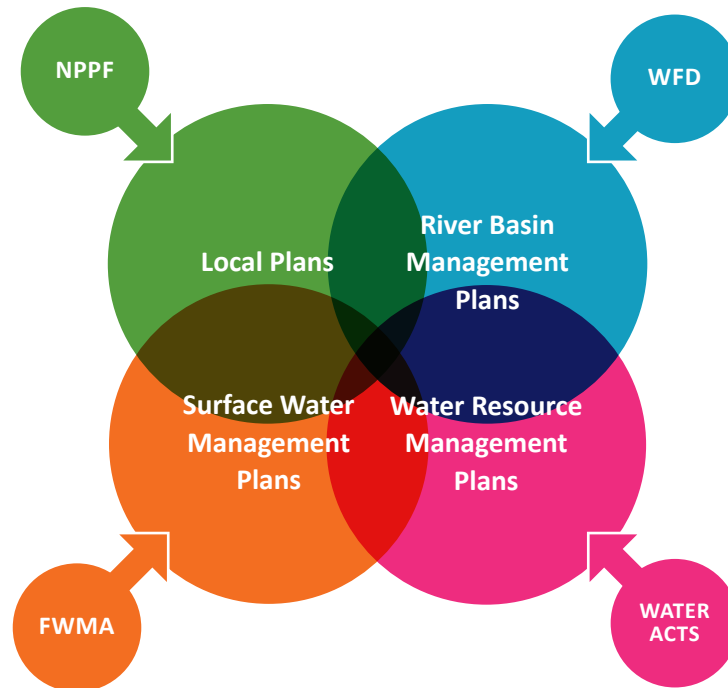 NPPF
WFD
Local Plans
River Basin
Management
Plans
Surface Water
Management
Plans
Water Resource
Management
Plans
FWMA
WATER
ACTS